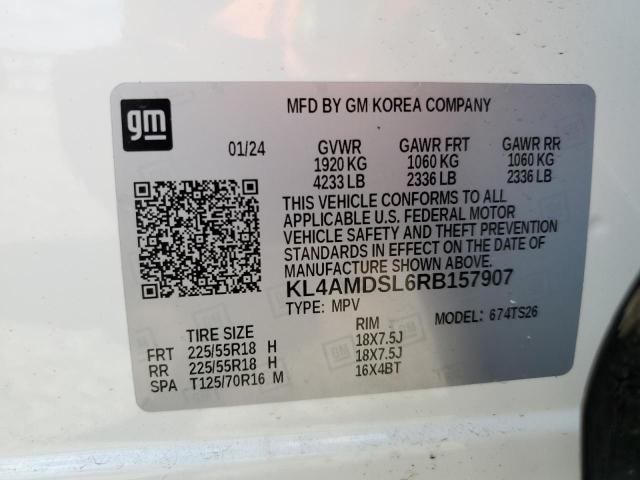 gm
MFD BY GM KOREA COMPANY
01/24 GVWR GAWR FRT GAWR RR
1920 KG 1060 KG 1060 KG
4233 LB 2336 LB 2336 LB
THIS VEHICLE CONFORMS TO ALL
APPLICABLE U.S. FEDERAL MOTOR
VEHICLE SAFETY AND THEFT PREVENTION
STANDARDS IN EFFECT ON THE DATE OF
MANUFACTURE SHOWN ABOVE.
KL4AMDSL6RB157907
TYPE: MPV MODEL: 674TS26
TIRE SIZE RIM
FRT 225/55R18 H 18X7.5J
RR 225/55R18 H 18X7.5J
SPA T125/70R16 M 16X4BT